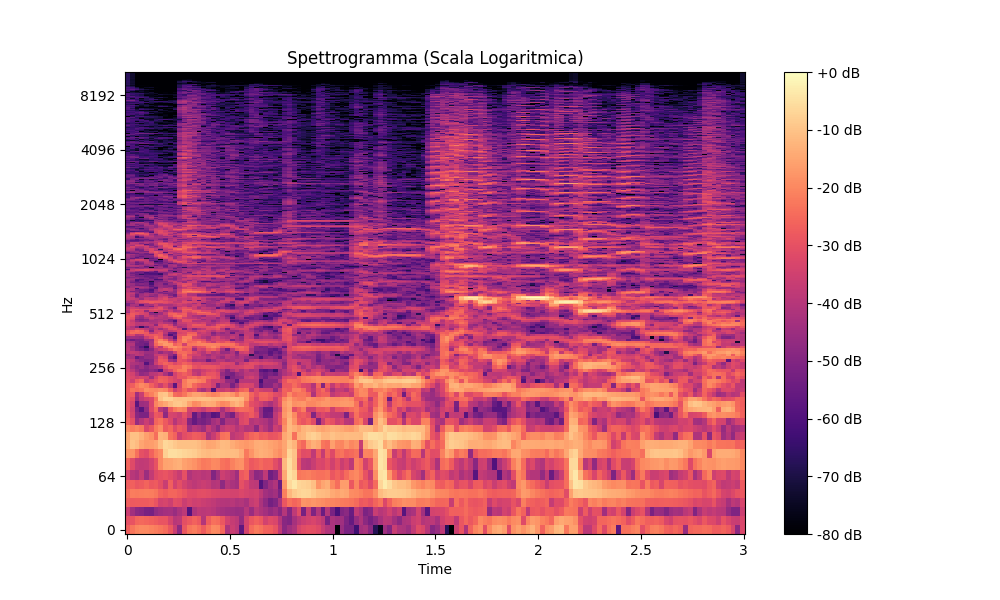 Spettrogramma (Scala Logaritmica)
Hz
8192
4096
2048
1024
512
256
128
64
0
0
0.5
1
1.5
2
2.5
3
Time
+0 dB
-10 dB
-20 dB
-30 dB
-40 dB
-50 dB
-60 dB
-70 dB
-80 dB